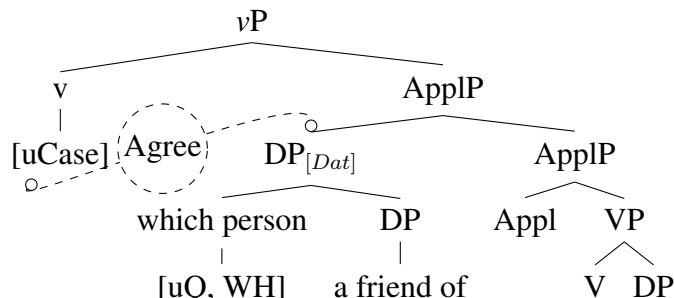 vP
v ApplP
[uCase] Agree DP[Dat] ApplP
which person DP Appl VP
[uQ, WH] a friend of V DP